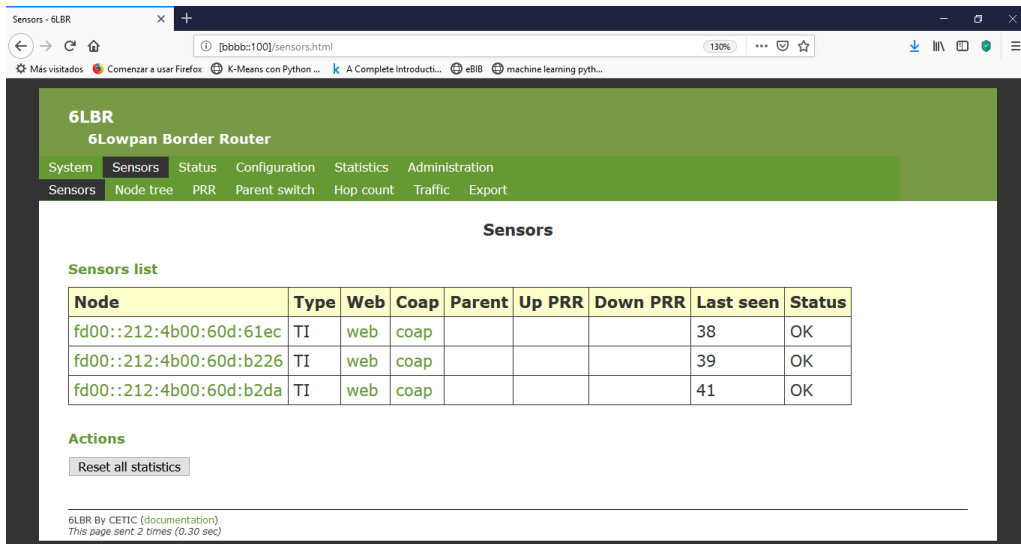 Sensors - 6LBR
[bbbb::100]/sensors.html 130%
Más visitados Comenzar a usar Firefox K-Means con Python ... A Complete Introducti... eBIB machine learning pyth...
6LBR
6Lowpan Border Router
System Sensors Status Configuration Statistics Administration
Sensors Node tree PRR Parent switch Hop count Traffic Export
Sensors
Sensors list
Node Type Web Coap Parent Up PRR Down PRR Last seen Status
fd00::212:4b00:60d:61ec TI web coap 38 OK
fd00::212:4b00:60d:b226 TI web coap 39 OK
fd00::212:4b00:60d:b2da TI web coap 41 OK
Actions
Reset all statistics
6LBR By CETIC (documentation)
This page sent 2 times (0.30 sec)